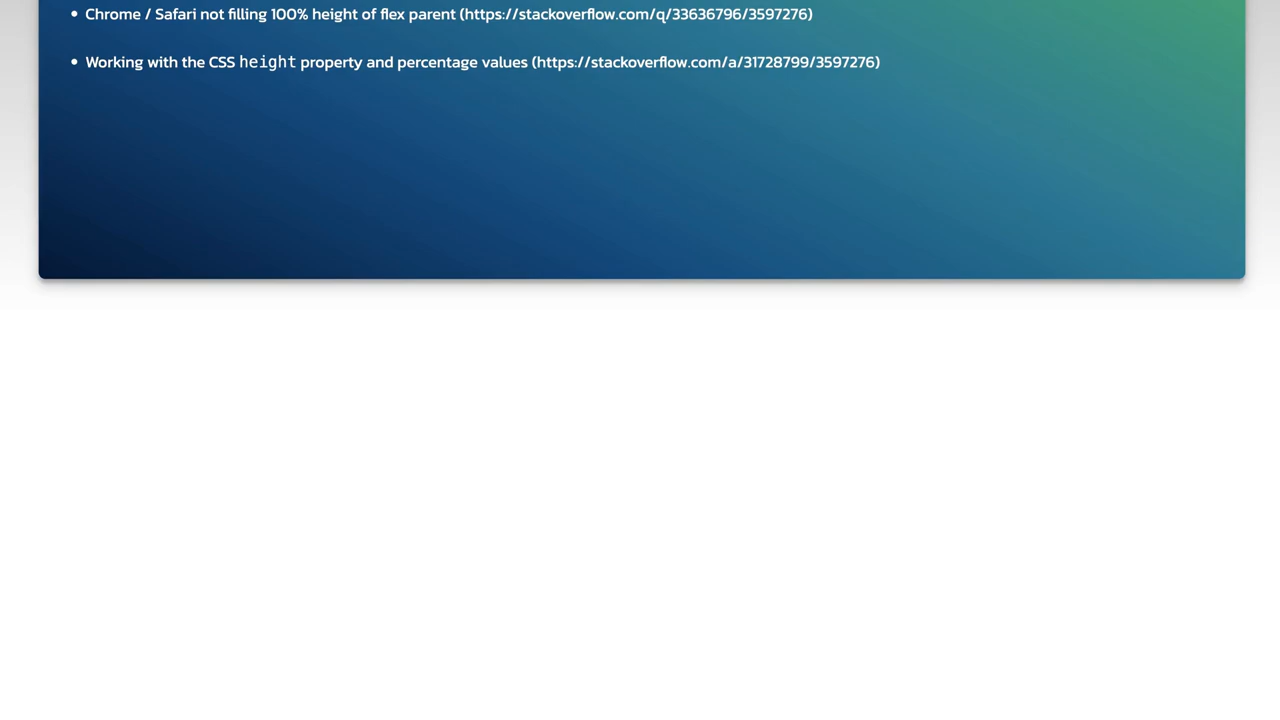 • Chrome / Safari not filling 100% height of flex parent (https://stackoverflow.com/q/33636796/3597276)
• Working with the CSS height property and percentage values (https://stackoverflow.com/a/31728799/3597276)